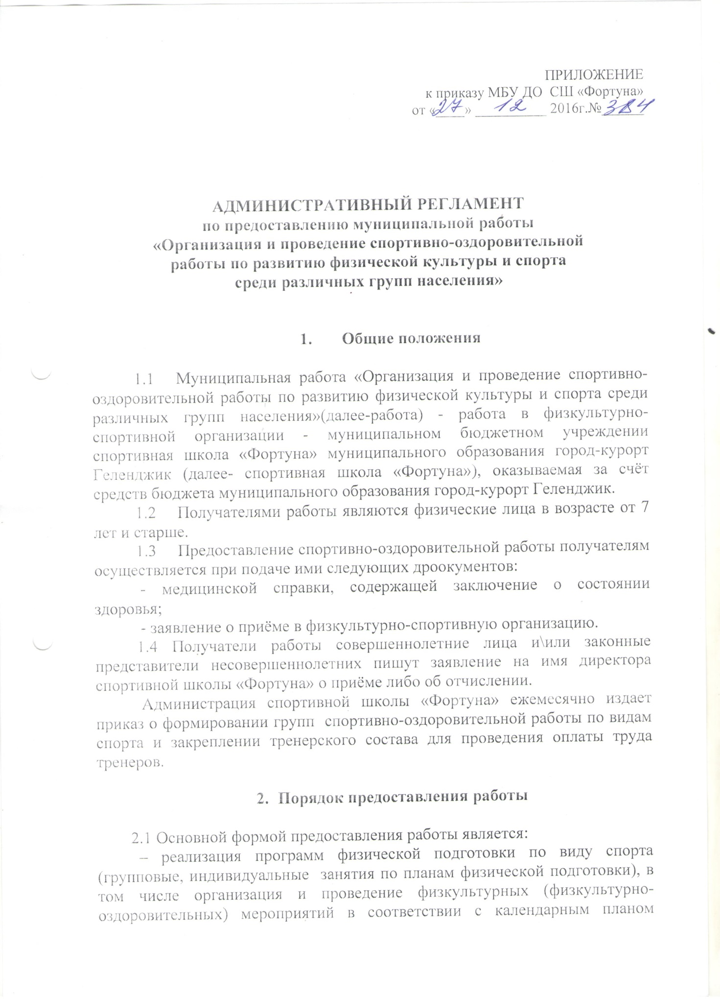 ПРИЛОЖЕНИЕ
к приказу МБУ ДО СШ «Фортуна»
от «27» 12 2016г.№ 384
АДМИНИСТРАТИВНЫЙ РЕГЛАМЕНТ
по предоставлению муниципальной работы
«Организация и проведение спортивно-оздоровительной
работы по развитию физической культуры и спорта
среди различных групп населения»
1. Общие положения
1.1 Муниципальная работа «Организация и проведение спортивно-
оздоровительной работы по развитию физической культуры и спорта среди
различных групп населения»(далее-работа) - работа в физкультурно-
спортивной организации - муниципальном бюджетном учреждении
спортивная школа «Фортуна» муниципального образования город-курорт
Геленджик (далее- спортивная школа «Фортуна»), оказываемая за счёт
средств бюджета муниципального образования город-курорт Геленджик.
1.2 Получателями работы являются физические лица в возрасте от 7
лет и старше.
1.3 Предоставление спортивно-оздоровительной работы получателям
осуществляется при подаче ими следующих дроокументов:
- медицинской справки, содержащей заключение о состоянии
здоровья;
- заявление о приёме в физкультурно-спортивную организацию.
1.4 Получатели работы совершеннолетние лица и\или законные
представители несовершеннолетних пишут заявление на имя директора
спортивной школы «Фортуна» о приёме либо об отчислении.
Администрация спортивной школы «Фортуна» ежемесячно издает
приказ о формировании групп спортивно-оздоровительной работы по видам
спорта и закреплении тренерского состава для проведения оплаты труда
тренеров.
2. Порядок предоставления работы
2.1 Основной формой предоставления работы является:
– реализация программ физической подготовки по виду спорта
(групповые, индивидуальные занятия по планам физической подготовки), в
том числе организация и проведение физкультурных (физкультурно-
оздоровительных) мероприятий в соответствии с календарным планом